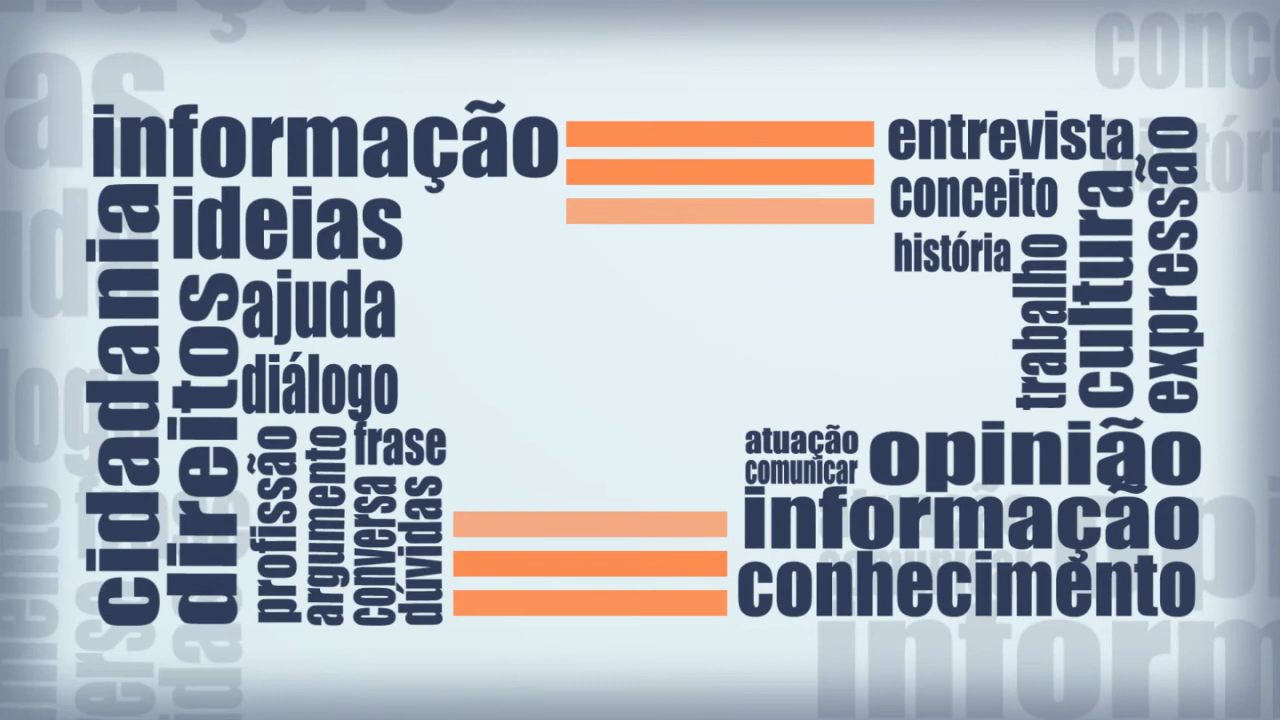 informação
ideias
cidadania
direitos
ajuda
diálogo
profissão
argumento
frase
conversa
dúvidas
entrevista
conceito
história
trabalho
cultura
expressão
atuação
comunicar
opinião
informação
conhecimento